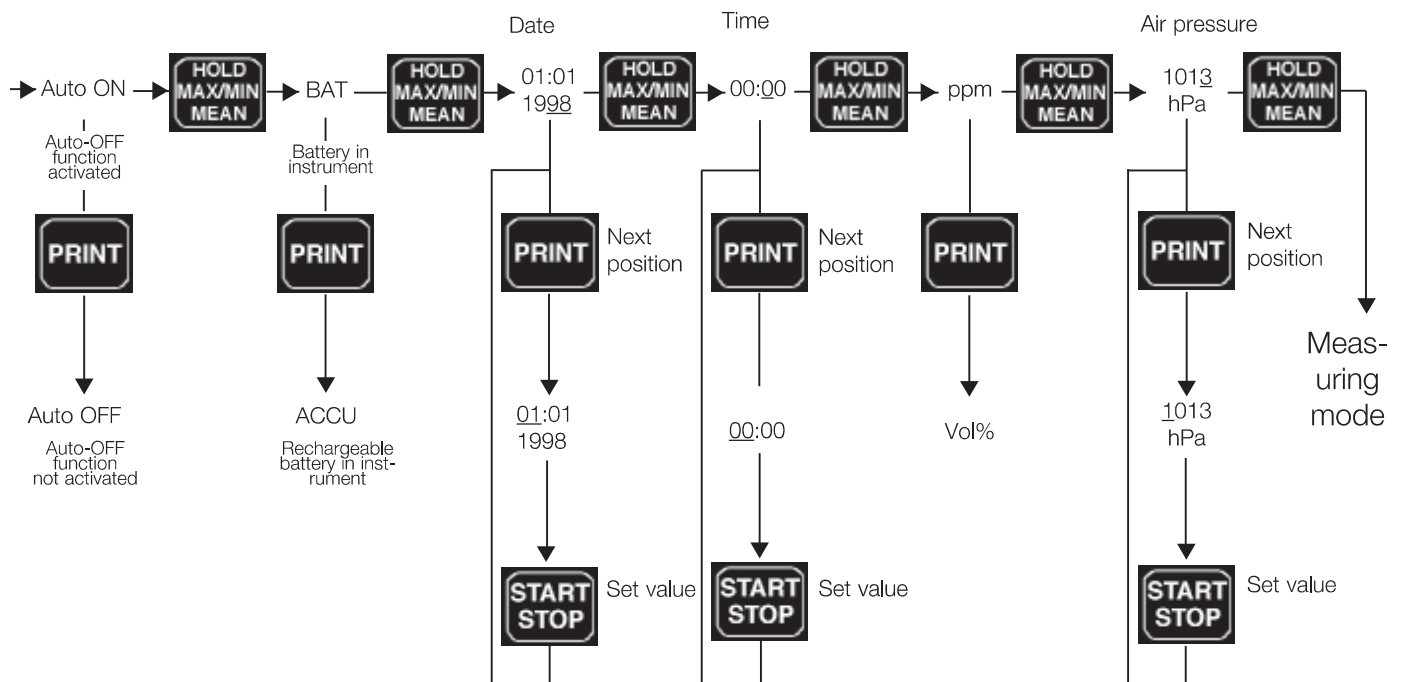 Date
Time
Air pressure
Auto ON
HOLD
MAX/MIN
MEAN
BAT
HOLD
MAX/MIN
MEAN
01:01
1998
HOLD
MAX/MIN
MEAN
00:00
HOLD
MAX/MIN
MEAN
ppm
HOLD
MAX/MIN
MEAN
1013
hPa
HOLD
MAX/MIN
MEAN
Auto-OFF
function
activated
Battery in
instrument
PRINT
PRINT
PRINT
Next
position
PRINT
Next
position
PRINT
PRINT
Next
position
Meas-
uring
mode
Auto OFF
Auto-OFF
function
not activated
ACCU
Rechargeable
battery in inst-
rument
01:01
1998
00:00
Vol%
1013
hPa
START
STOP
Set value
START
STOP
Set value
START
STOP
Set value